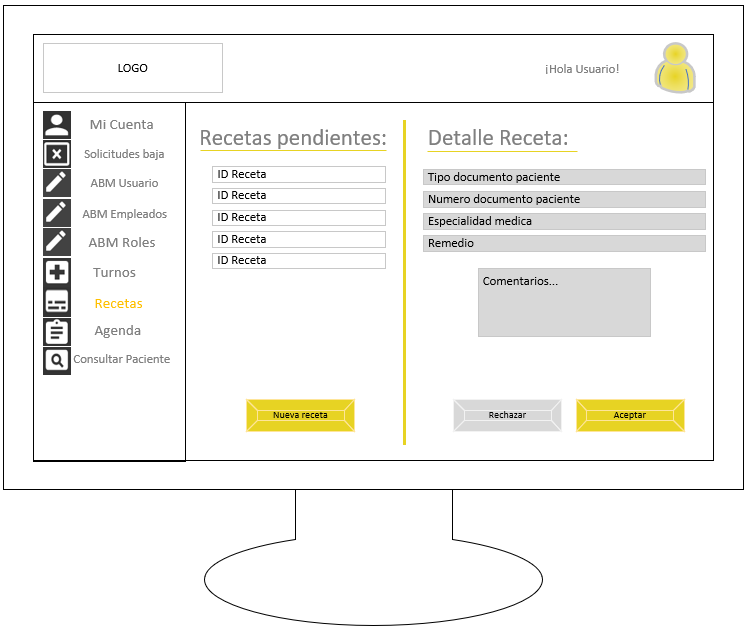 LOGO
¡Hola Usuario!
Mi Cuenta
Solicitudes baja
ABM Usuario
ABM Empleados
ABM Roles
Turnos
Recetas
Agenda
Consultar Paciente
Recetas pendientes:
ID Receta
ID Receta
ID Receta
ID Receta
ID Receta
Nueva receta
Detalle Receta:
Tipo documento paciente
Numero documento paciente
Especialidad medica
Remedio
Comentarios...
Rechazar
Aceptar